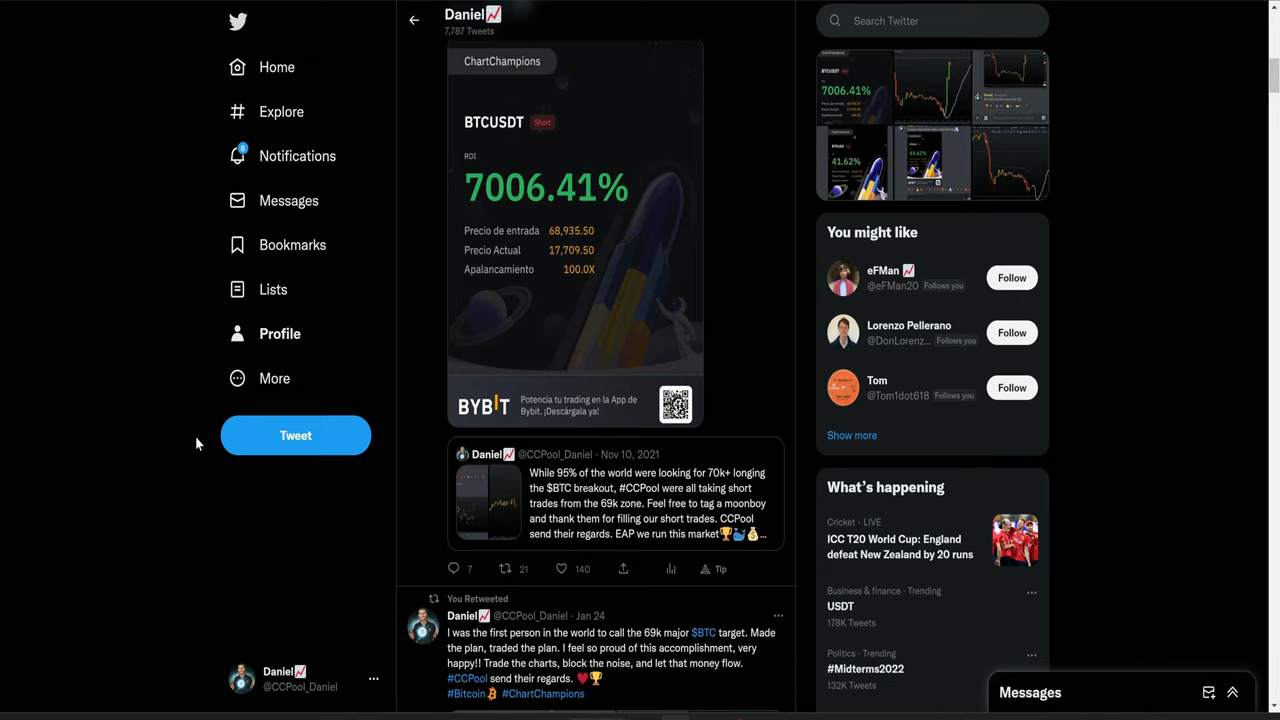 Home
Explore
8
Notifications
Messages
Bookmarks
Lists
Profile
More
Tweet
Daniel📈
@CCPool_Daniel
Daniel📈
7,787 Tweets
ChartChampions
BTCUSDT Short
ROI
7006.41%
Precio de entrada 68,935.50
Precio Actual 17,709.50
Apalancamiento 100.0X
BYBIT
Potencia tu trading en la App de
Bybit. ¡Descárgala ya!
Daniel📈 @CCPool_Daniel · Nov 10, 2021
While 95% of the world were looking for 70k+ longing
the $BTC breakout, #CCPool were all taking short
trades from the 69k zone. Feel free to tag a moonboy
and thank them for filling our short trades. CCPool
send their regards. EAP we run this market🏆🐳💰...
7 21 140 Tip
You Retweeted
Daniel📈 @CCPool_Daniel · Jan 24
I was the first person in the world to call the 69k major $BTC target. Made
the plan, traded the plan. I feel so proud of this accomplishment, very
happy!! Trade the charts, block the noise, and let that money flow.
#CCPool send their regards. ♥️🏆
#Bitcoin #ChartChampions
Search Twitter
7006.41%
41.62%
41.62%
You might like
eFMan 📈
@eFMan20 Follows you
Follow
Lorenzo Pellerano
@DonLorenz... Follows you
Follow
Tom
@Tom1dot618 Follows you
Follow
Show more
What's happening
Cricket · LIVE
ICC T20 World Cup: England
defeat New Zealand by 20 runs
Business & finance · Trending
USDT
178K Tweets
Politics · Trending
#Midterms2022
132K Tweets
Messages